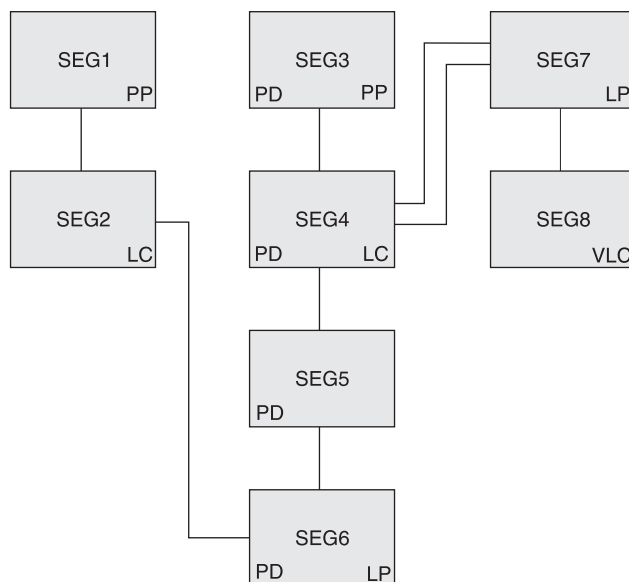 SEG1
PP
SEG3
PD PP
SEG7
LP
SEG2
LC
SEG4
PD LC
SEG8
VLC
SEG5
PD
SEG6
PD LP